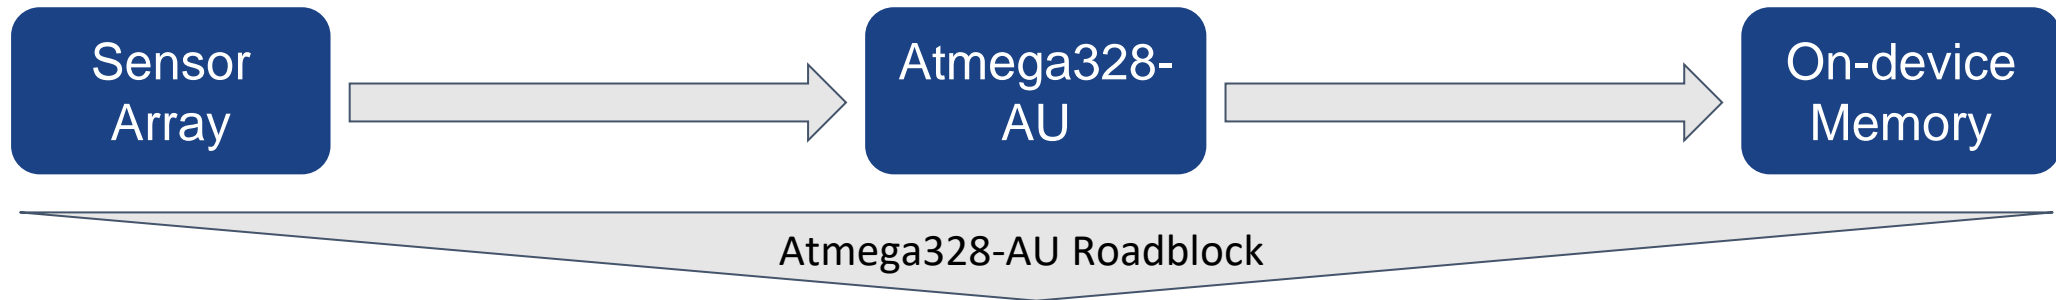 Sensor
Array
Atmega328-
AU
On-device
Memory
Atmega328-AU Roadblock